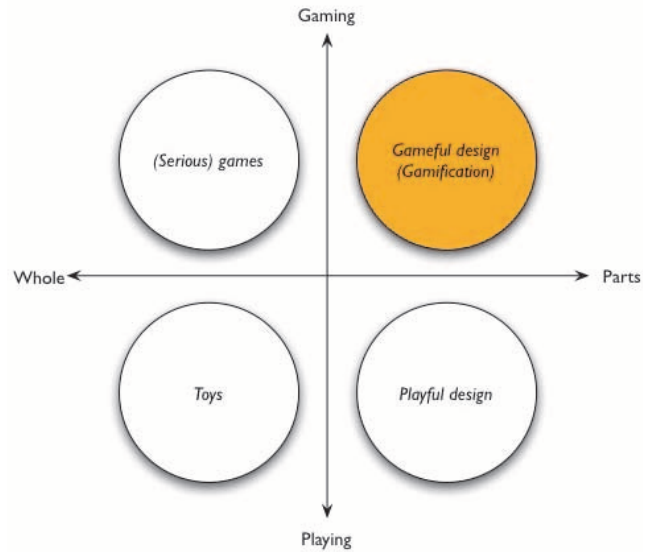 Gaming
(Serious) games
Gameful design
(Gamification)
Whole
Parts
Toys
Playful design
Playing